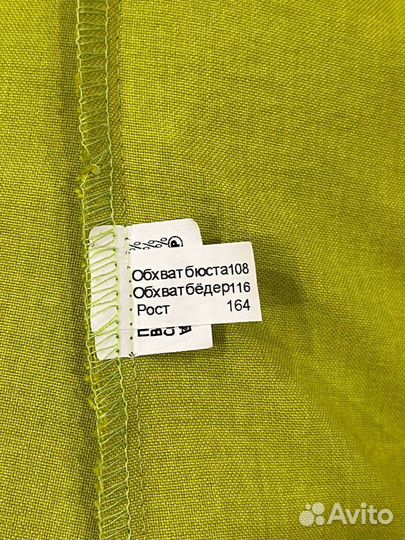 Обхват бюста108
Обхват бёдер116
Рост 164
Avito